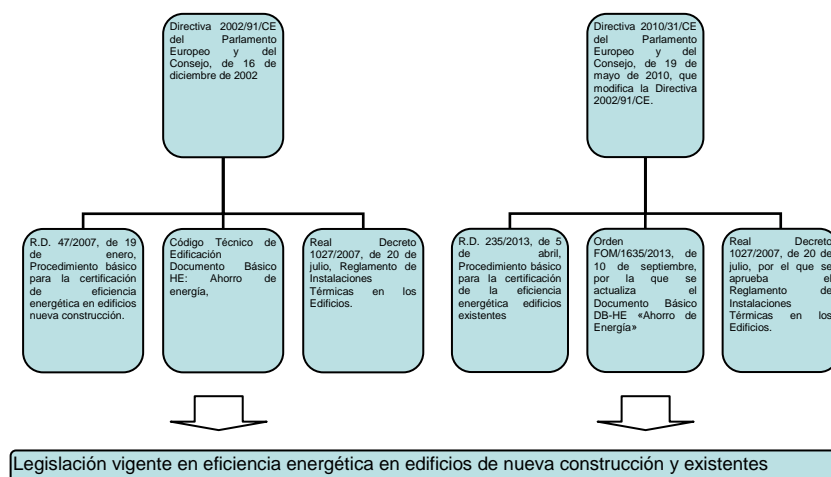 Directiva 2002/91/CE
del Parlamento
Europeo y del
Consejo, de 16 de
diciembre de 2002
Directiva 2010/31/CE
del Parlamento
Europeo y del
Consejo, de 19 de
mayo de 2010, que
modifica la Directiva
2002/91/CE.
R.D. 47/2007, de 19
de enero,
Procedimiento básico
para la certificación
de eficiencia
energética en edificios
nueva construcción.
Código Técnico de
Edificación
Documento Básico
HE: Ahorro de
energía,
Real Decreto
1027/2007, de 20 de
julio, Reglamento de
Instalaciones
Térmicas en los
Edificios.
R.D. 235/2013, de 5
de abril,
Procedimiento básico
para la certificación
de la eficiencia
energética edificios
existentes
Orden
FOM/1635/2013, de
10 de septiembre,
por la que se
actualiza el
Documento Básico
DB-HE «Ahorro de
Energía»
Real Decreto
1027/2007, de 20 de
julio, por el que se
aprueba el
Reglamento de
Instalaciones
Térmicas en los
Edificios.
Legislación vigente en eficiencia energética en edificios de nueva construcción y existentes